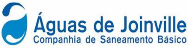 Águas de Joinville
Companhia de Saneamento Básico